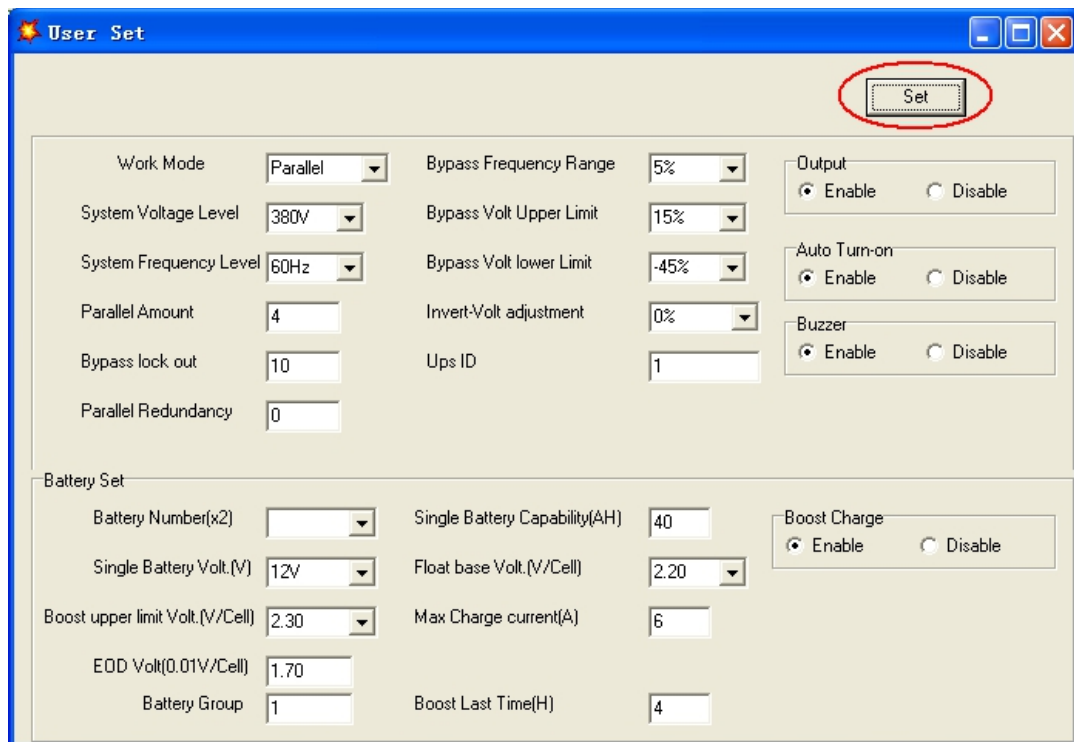 User Set
Set
Work Mode Parallel Bypass Frequency Range 5% Output
Enable Disable
System Voltage Level 380V Bypass Volt Upper Limit 15%
Auto Turn-on
System Frequency Level 60Hz Bypass Volt lower Limit -45% Enable Disable
Parallel Amount 4 Invert-Volt adjustment 0%
Buzzer
Bypass lock out 10 Ups ID 1 Enable Disable
Parallel Redundancy 0
Battery Set
Battery Number(x2) Single Battery Capability(AH) 40 Boost Charge
Enable Disable
Single Battery Volt.(V) 12V Float base Volt.(V/Cell) 2.20
Boost upper limit Volt.(V/Cell) 2.30 Max Charge current(A) 6
EOD Volt(0.01V/Cell) 1.70
Battery Group 1 Boost Last Time(H) 4